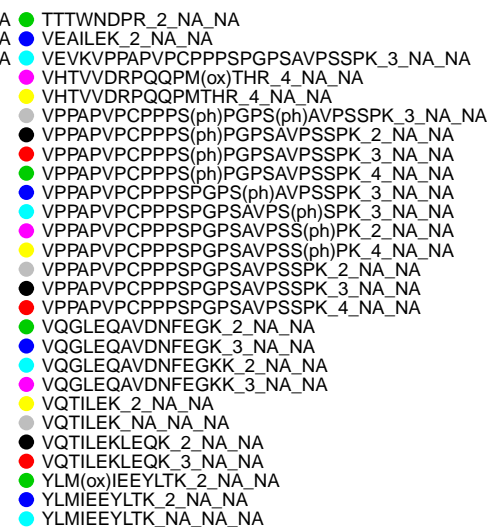 A TTTWNDPR_2_NA_NA
A VEAILEK_2_NA_NA
A VEVKVPPAPVPCPPPSPGPSAVPSSPK_3_NA_NA
VHTVVDRPQQPM(ox)THR_4_NA_NA
VHTVVDRPQQPMTHR_4_NA_NA
VPPAPVPCPPPS(ph)PGPS(ph)AVPSSPK_3_NA_NA
VPPAPVPCPPPS(ph)PGPSAVPSSPK_2_NA_NA
VPPAPVPCPPPS(ph)PGPSAVPSSPK_3_NA_NA
VPPAPVPCPPPS(ph)PGPSAVPSSPK_4_NA_NA
VPPAPVPCPPPSPGPS(ph)AVPSSPK_3_NA_NA
VPPAPVPCPPPSPGPSAVPS(ph)SPK_3_NA_NA
VPPAPVPCPPPSPGPSAVPSS(ph)PK_2_NA_NA
VPPAPVPCPPPSPGPSAVPSS(ph)PK_4_NA_NA
VPPAPVPCPPPSPGPSAVPSSPK_2_NA_NA
VPPAPVPCPPPSPGPSAVPSSPK_3_NA_NA
VPPAPVPCPPPSPGPSAVPSSPK_4_NA_NA
VQGLEQAVDNFEGK_2_NA_NA
VQGLEQAVDNFEGK_3_NA_NA
VQGLEQAVDNFEGKK_2_NA_NA
VQGLEQAVDNFEGKK_3_NA_NA
VQTILEK_2_NA_NA
VQTILEK_NA_NA_NA
VQTILEKLEQK_2_NA_NA
VQTILEKLEQK_3_NA_NA
YLM(ox)IEEYLTK_2_NA_NA
YLMIEEYLTK_2_NA_NA
YLMIEEYLTK_NA_NA_NA